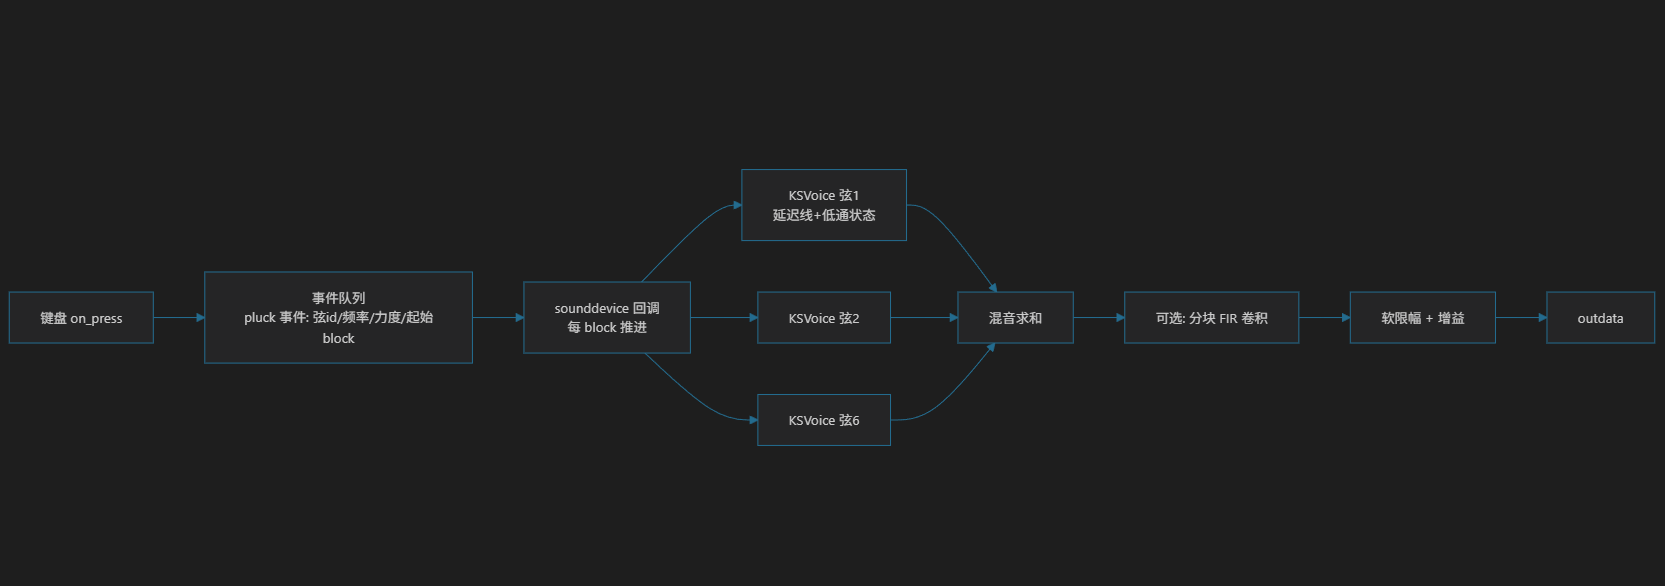 键盘 on_press
事件队列
pluck 事件: 弦id/频率/力度/起始
block
sounddevice 回调
每 block 推进
KSVoice 弦1
延迟线+低通状态
KSVoice 弦2
KSVoice 弦6
混音求和
可选: 分块 FIR 卷积
软限幅 + 增益
outdata